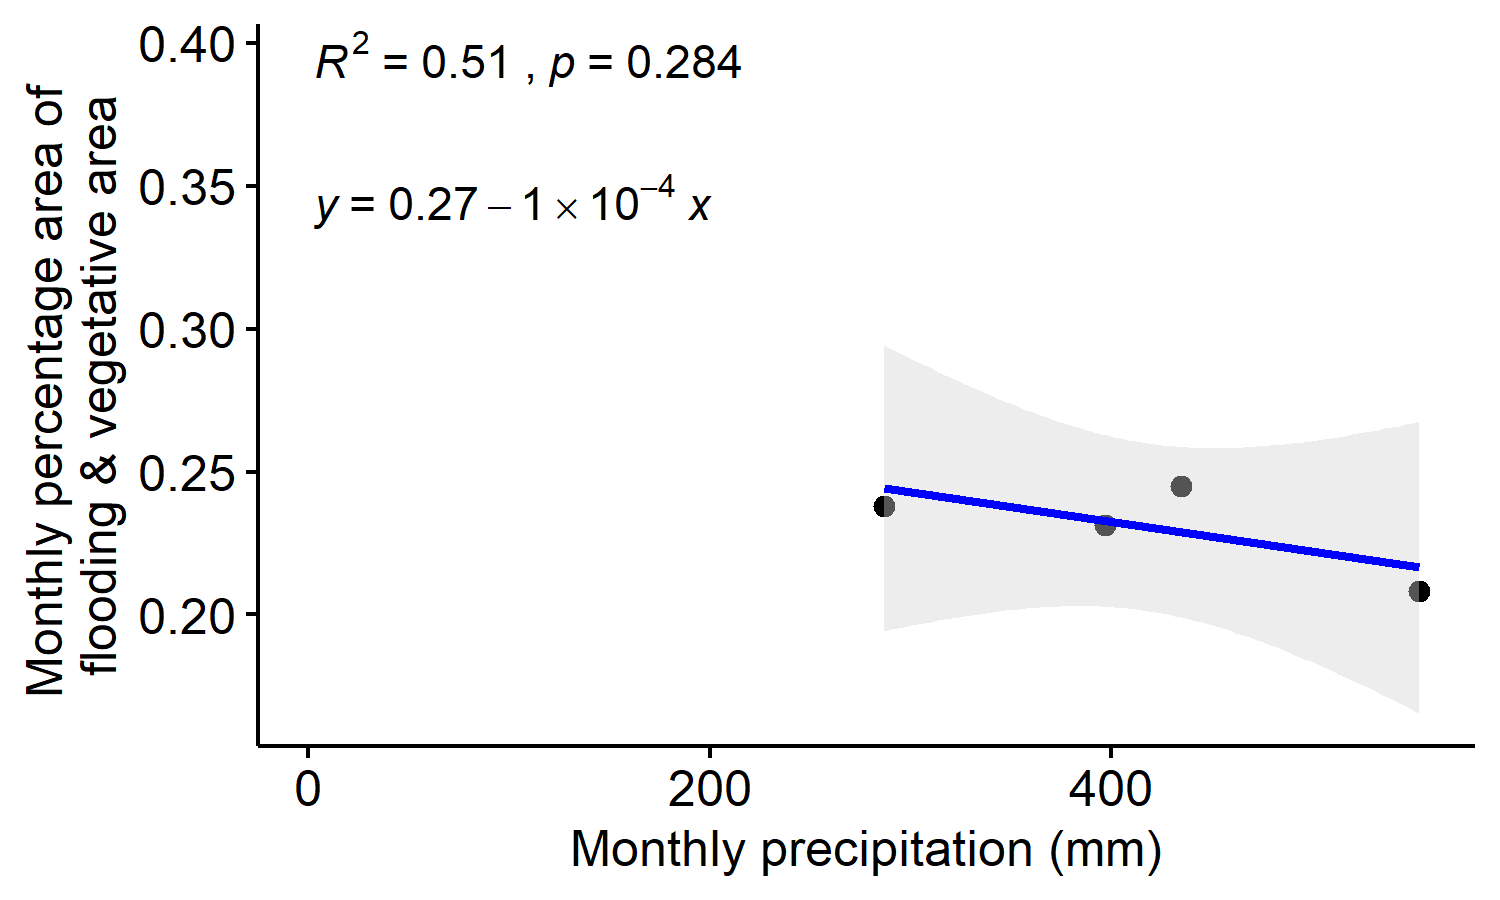 R² = 0.51 , p = 0.284
y = 0.27 − 1 × 10⁻⁴ x
Monthly percentage area of
flooding & vegetative area
0.40
0.35
0.30
0.25
0.20
0
200
400
Monthly precipitation (mm)